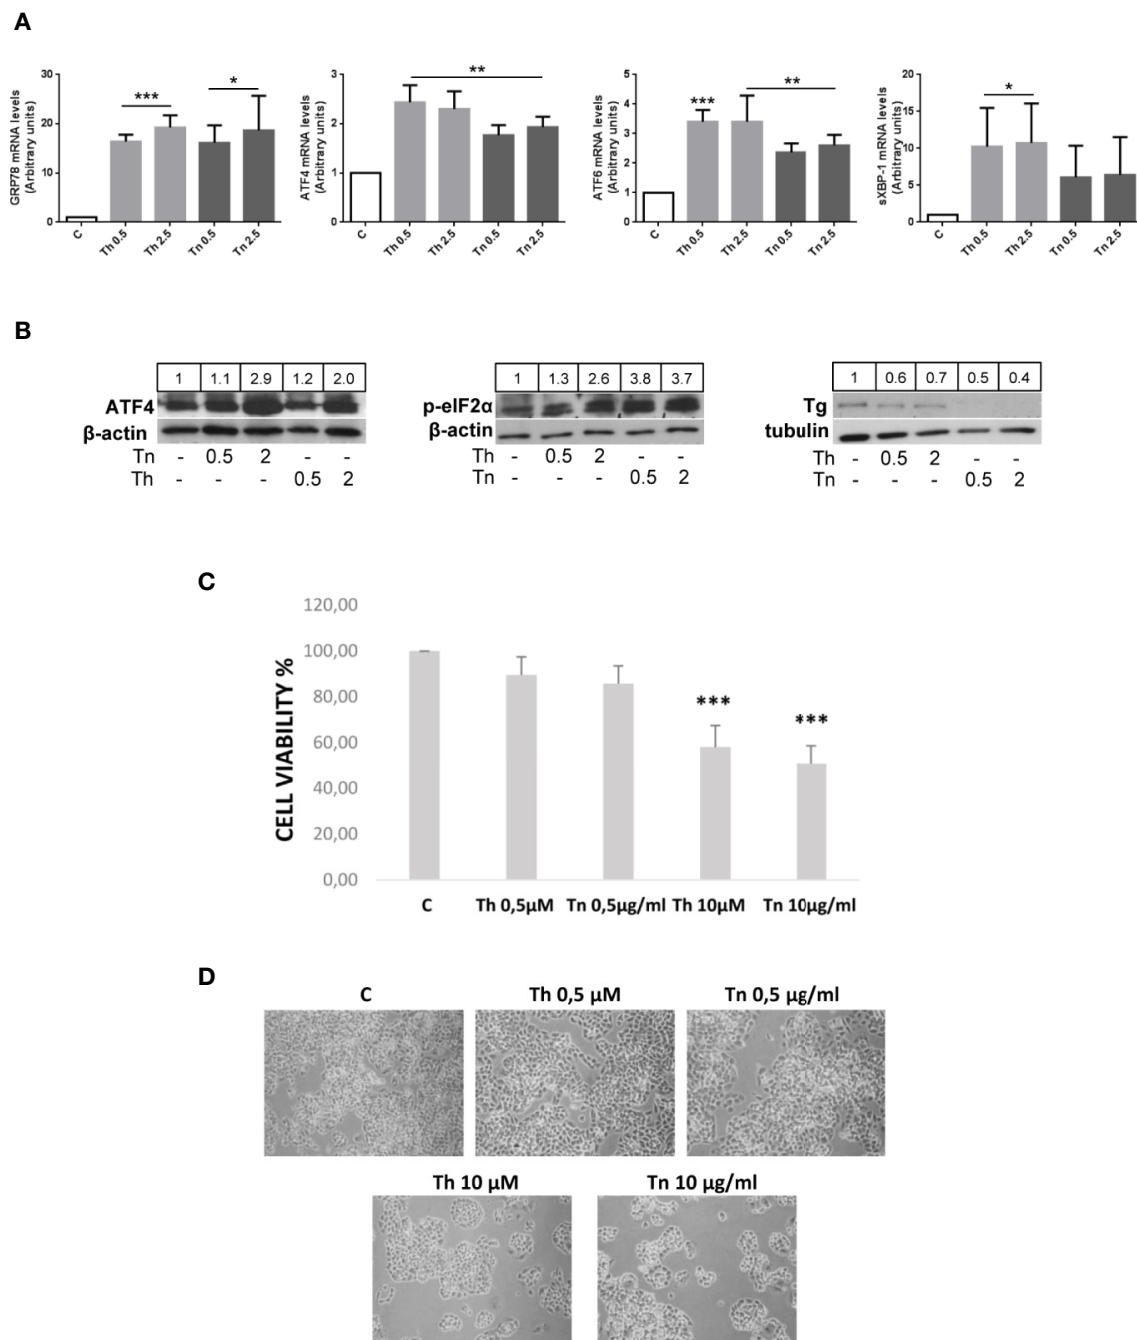 A
GRP78 mRNA levels
(Arbitrary units)
30
20
10
0
***
*
C
Th 0.5
Th 2.5
Tn 0.5
Tn 2.5
ATF4 mRNA levels
(Arbitrary units)
3
2
1
0
**
C
Th 0.5
Th 2.5
Tn 0.5
Tn 2.5
ATF6 mRNA levels
(Arbitrary units)
5
4
3
2
1
0
***
**
C
Th 0.5
Th 2.5
Tn 0.5
Tn 2.5
sXBP-1 mRNA levels
(Arbitrary units)
20
15
10
5
0
*
C
Th 0.5
Th 2.5
Tn 0.5
Tn 2.5
B
1 1.1 2.9 1.2 2.0
ATF4
β-actin
Tn - 0.5 2 - -
Th - - - 0.5 2
1 1.3 2.6 3.8 3.7
p-eIF2α
β-actin
Th - 0.5 2 - -
Tn - - - 0.5 2
1 0.6 0.7 0.5 0.4
Tg
tubulin
Th - 0.5 2 - -
Tn - - - 0.5 2
C
CELL VIABILITY %
120,00
100,00
80,00
60,00
40,00
20,00
0,00
***
***
C Th 0,5µM Tn 0,5µg/ml Th 10µM Tn 10µg/ml
D
C Th 0,5 µM Tn 0,5 µg/ml
Th 10 µM Tn 10 µg/ml